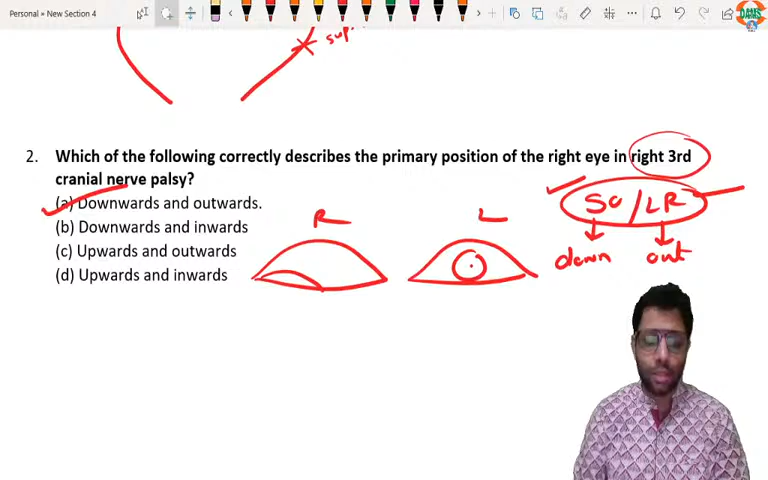 Personal » New Section 4
sup
2. Which of the following correctly describes the primary position of the right eye in right 3rd
cranial nerve palsy?
(a) Downwards and outwards.
(b) Downwards and inwards
(c) Upwards and outwards
(d) Upwards and inwards
SO / LR
down out
R L